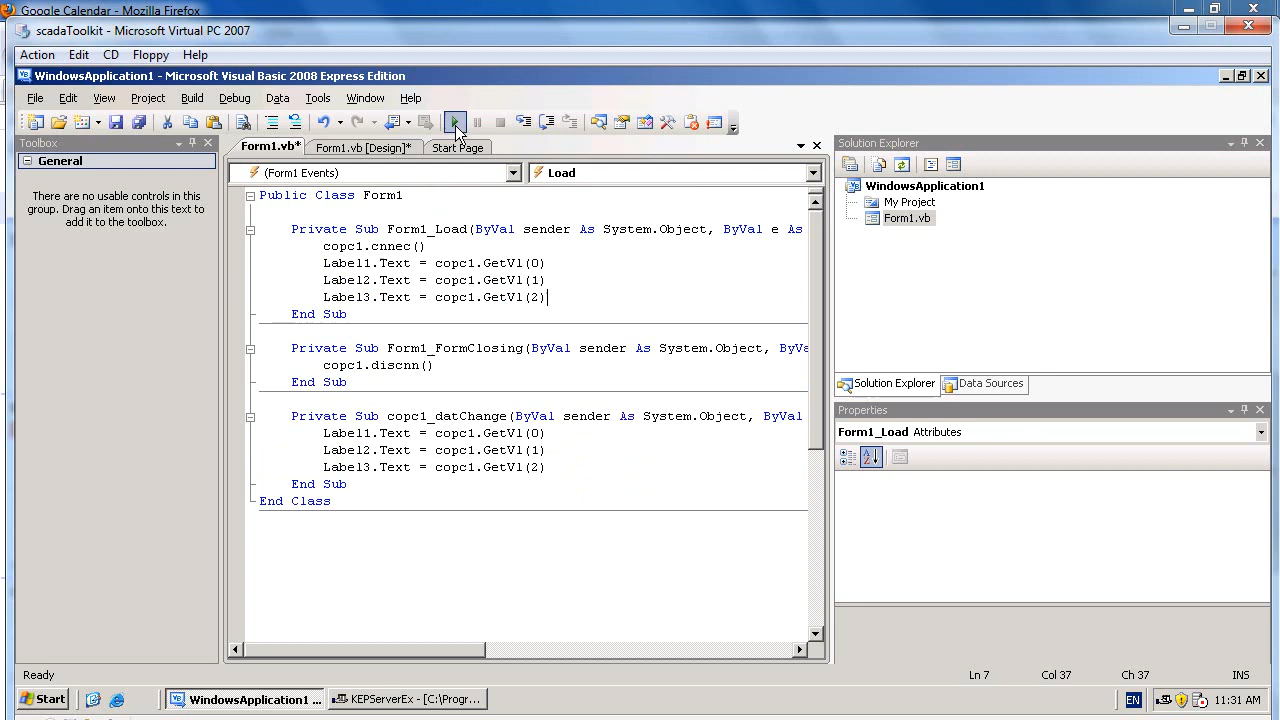 Google Calendar - Mozilla Firefox
scadaToolkit - Microsoft Virtual PC 2007
Action Edit CD Floppy Help
WindowsApplication1 - Microsoft Visual Basic 2008 Express Edition
File Edit View Project Build Debug Data Tools Window Help
Toolbox
General
There are no usable controls in this
group. Drag an item onto this text to
add it to the toolbox.
Form1.vb* Form1.vb [Design]* Start Page
(Form1 Events) Load
Public Class Form1
Private Sub Form1_Load(ByVal sender As System.Object, ByVal e As
copc1.cnnec()
Label1.Text = copc1.GetVl(0)
Label2.Text = copc1.GetVl(1)
Label3.Text = copc1.GetVl(2)
End Sub
Private Sub Form1_FormClosing(ByVal sender As System.Object, ByVa
copc1.discnn()
End Sub
Private Sub copc1_datChange(ByVal sender As System.Object, ByVal
Label1.Text = copc1.GetVl(0)
Label2.Text = copc1.GetVl(1)
Label3.Text = copc1.GetVl(2)
End Sub
End Class
Solution Explorer
WindowsApplication1
My Project
Form1.vb
Solution Explorer Data Sources
Properties
Form1_Load Attributes
Ready Ln 7 Col 37 Ch 37 INS
Start WindowsApplication1 ... KEPServerEx - [C:\Progr... EN 11:31 AM